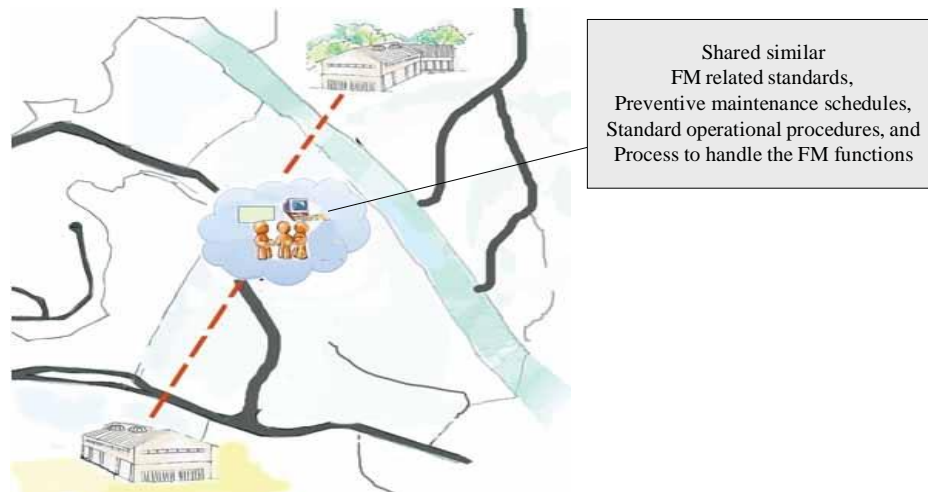 Shared similar
FM related standards,
Preventive maintenance schedules,
Standard operational procedures, and
Process to handle the FM functions